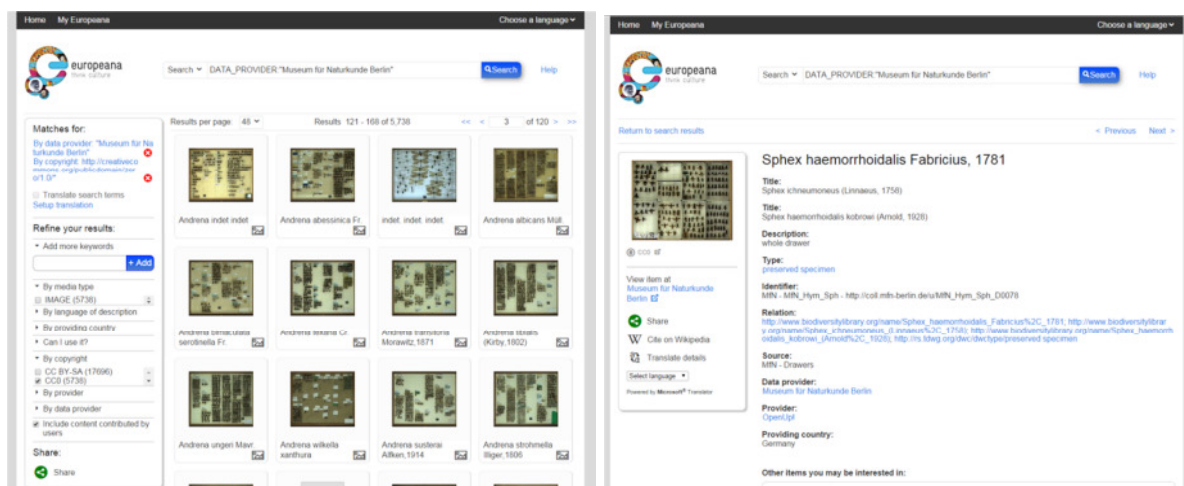 Home My Europeana Choose a language
europeana
think culture
Search DATA_PROVIDER:"Museum für Naturkunde Berlin" Search Help
Matches for:
By data provider: "Museum für Na
turkunde Berlin"
By copyright: http://creativeco
mmons.org/publicdomain/zer
o/1.0/*
Translate search terms
Setup translation
Refine your results:
Add more keywords
+ Add
By media type
IMAGE (5738)
By language of description
By providing country
Can I use it?
By copyright
CC BY-SA (17696)
CC0 (5738)
By provider
By data provider
Include content contributed by
users
Share:
Share
Results per page: 48 Results 121 - 168 of 5,738 << < 3 of 120 > >>
Andrena indet indet
Andrena abessinica Fr.
indet. indet. indet.
Andrena albicans Müll.
Andrena bimaculata
serotinella Fr.
Andrena
Andrena transitoria
Morawitz,1871
Andrena
(Kirby,1802)
Andrena ungeri Mavr.
Andrena wilkella
xanthura
Andrena susterai
Alfken,1914
Andrena strohmella
Iliger,1806
Home My Europeana Choose a language
europeana
think culture
Search DATA_PROVIDER:"Museum für Naturkunde Berlin" Search Help
Return to search results < Previous Next >
CC0
View item at
Museum für Naturkunde
Berlin
Share
Cite on Wikipedia
Translate details
Select language
Powered by Microsoft® Translator
Sphex haemorrhoidalis Fabricius, 1781
Title:
Sphex ichneumoneus (Linnaeus, 1758)
Title:
Sphex haemorrhoidalis kobrowi (Arnold, 1928)
Description:
whole drawer
Type:
preserved specimen
Identifier:
MfN - MfN_Hym_Sph - http://coll.mfn-berlin.de/u/MfN_Hym_Sph_D0078
Relation:
http://www.biodiversitylibrary.org/name/Sphex_haemorrhoidalis_Fabricius%2C_1781; http://www.biodiversitylibrar
y.org/name/Sphex_ichneumoneus_(Linnaeus%2C_1758); http://www.biodiversitylibrary.org/name/Sphex_haemorrh
oidalis_kobrowi_(Arnold%2C_1928); http://rs.tdwg.org/dwc/dwctype/preserved specimen
Source:
MfN - Drawers
Data provider:
Museum für Naturkunde Berlin
Provider:
OpenUp!
Providing country:
Germany
Other items you may be interested in: